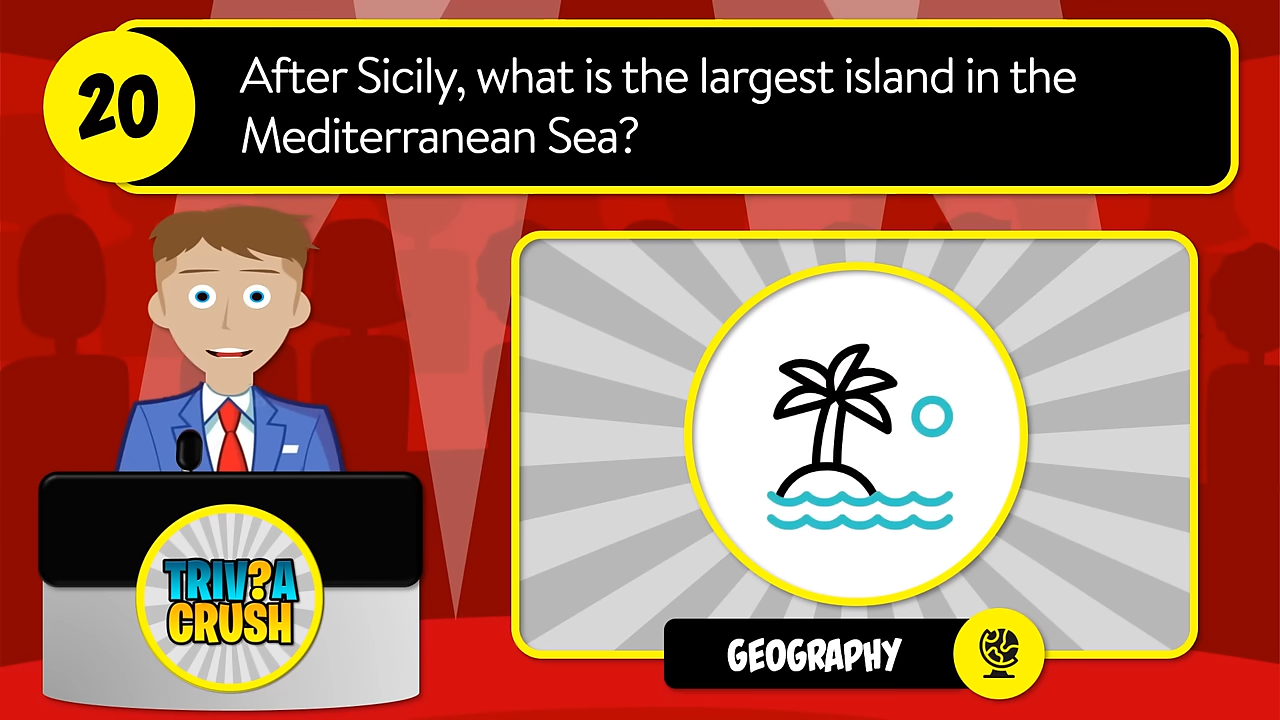 20
After Sicily, what is the largest island in the
Mediterranean Sea?
TRIV?A
CRUSH
GEOGRAPHY